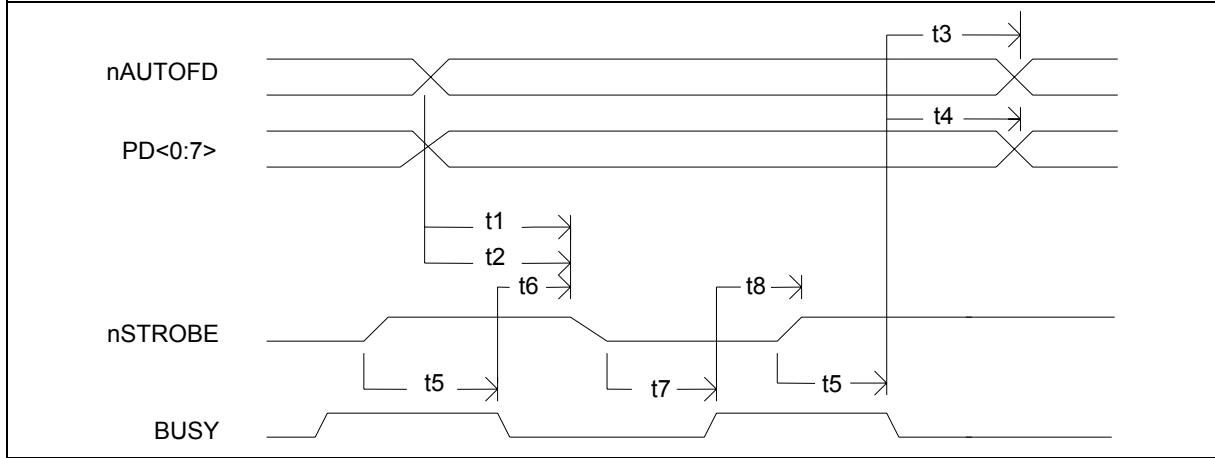 t3
nAUTOFD
t4
PD<0:7>
t1
t2
t6 t8
nSTROBE
t5 t7 t5
BUSY